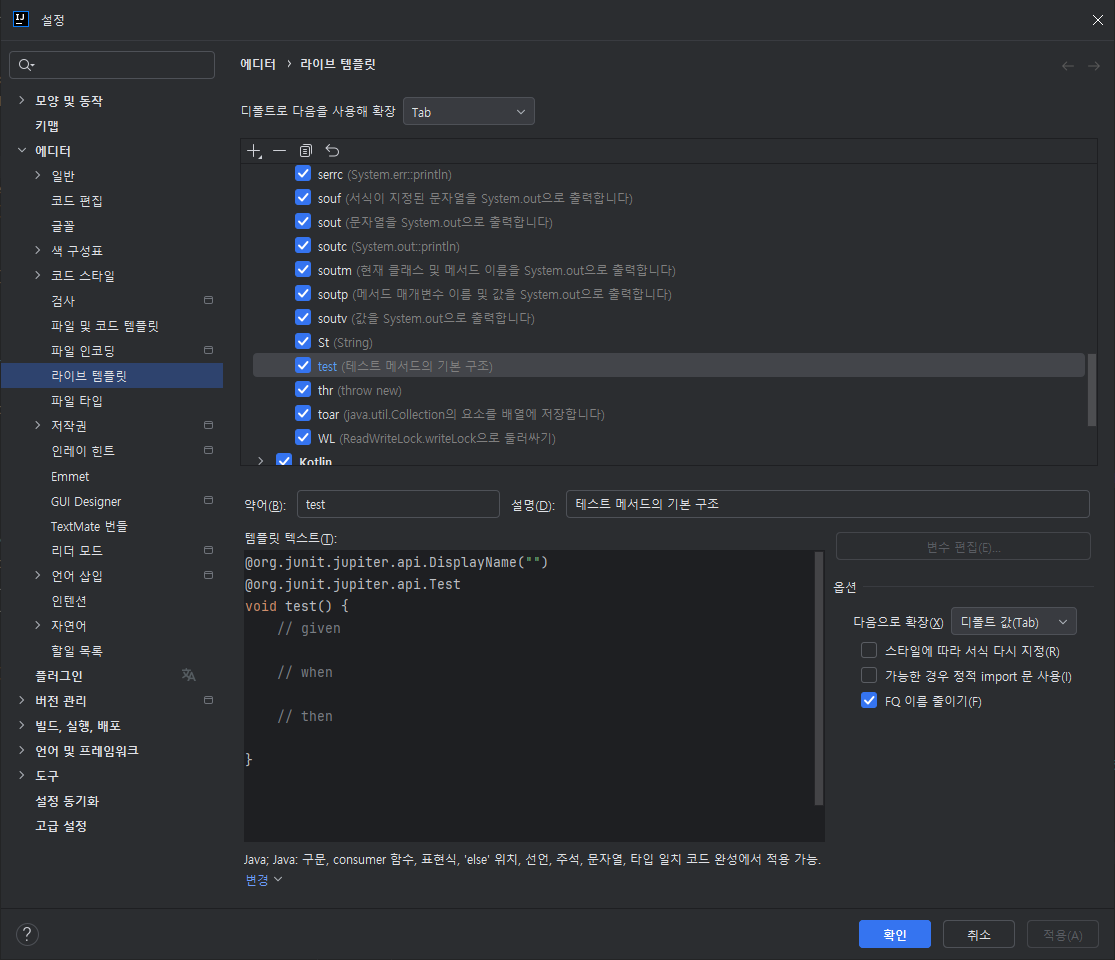 설정
에디터 › 라이브 템플릿
모양 및 동작
키맵
에디터
일반
코드 편집
글꼴
색 구성표
코드 스타일
검사
파일 및 코드 템플릿
파일 인코딩
라이브 템플릿
파일 타입
저작권
인레이 힌트
Emmet
GUI Designer
TextMate 번들
리더 모드
언어 삽입
인텐션
자연어
할일 목록
플러그인
버전 관리
빌드, 실행, 배포
언어 및 프레임워크
도구
설정 동기화
고급 설정
디폴트로 다음을 사용해 확장 Tab
serrc (System.err::println)
souf (서식이 지정된 문자열을 System.out으로 출력합니다)
sout (문자열을 System.out으로 출력합니다)
soutc (System.out::println)
soutm (현재 클래스 및 메서드 이름을 System.out으로 출력합니다)
soutp (메서드 매개변수 이름 및 값을 System.out으로 출력합니다)
soutv (값을 System.out으로 출력합니다)
St (String)
test (테스트 메서드의 기본 구조)
thr (throw new)
toar (java.util.Collection의 요소를 배열에 저장합니다)
WL (ReadWriteLock.writeLock으로 둘러싸기)
Kotlin
약어(B): test 설명(D): 테스트 메서드의 기본 구조
템플릿 텍스트(T):
@org.junit.jupiter.api.DisplayName("")
@org.junit.jupiter.api.Test
void test() {
// given
// when
// then
}
변수 편집(E)...
옵션
다음으로 확장(X) 디폴트 값(Tab)
스타일에 따라 서식 다시 지정(R)
가능한 경우 정적 import 문 사용(I)
FQ 이름 줄이기(F)
Java; Java: 구문, consumer 함수, 표현식, 'else' 위치, 선언, 주석, 문자열, 타입 일치 코드 완성에서 적용 가능.
변경
?
확인 취소 적용(A)